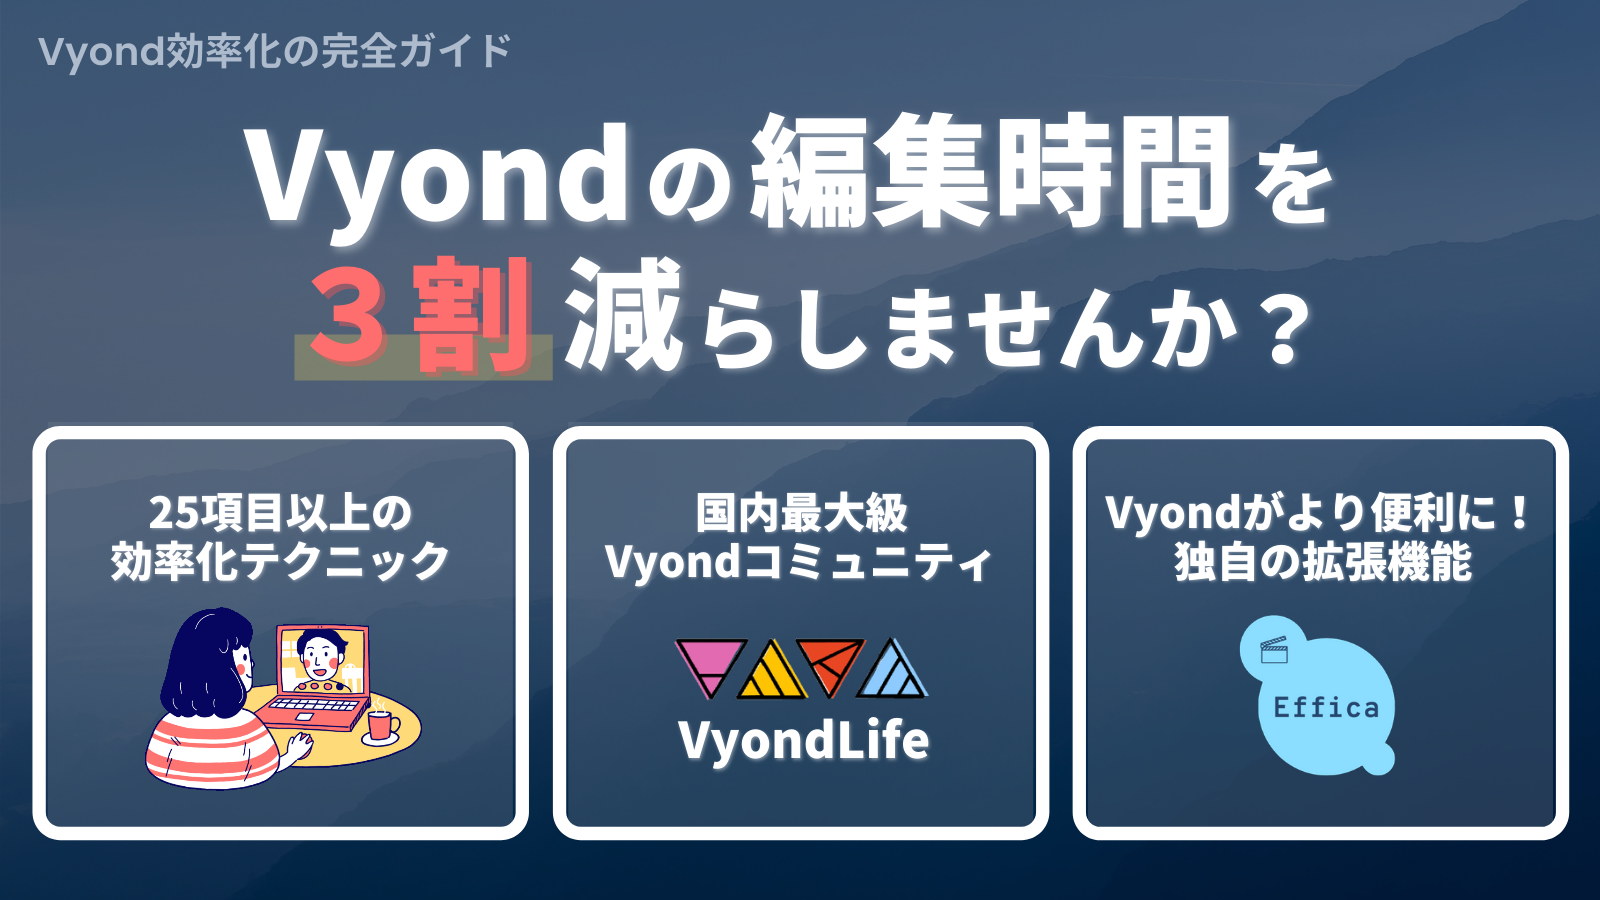 Vyond効率化の完全ガイド
Vyondの編集時間を
3割減らしませんか？
25項目以上の
効率化テクニック
国内最大級
Vyondコミュニティ
VyondLife
Vyondがより便利に！
独自の拡張機能
Effica